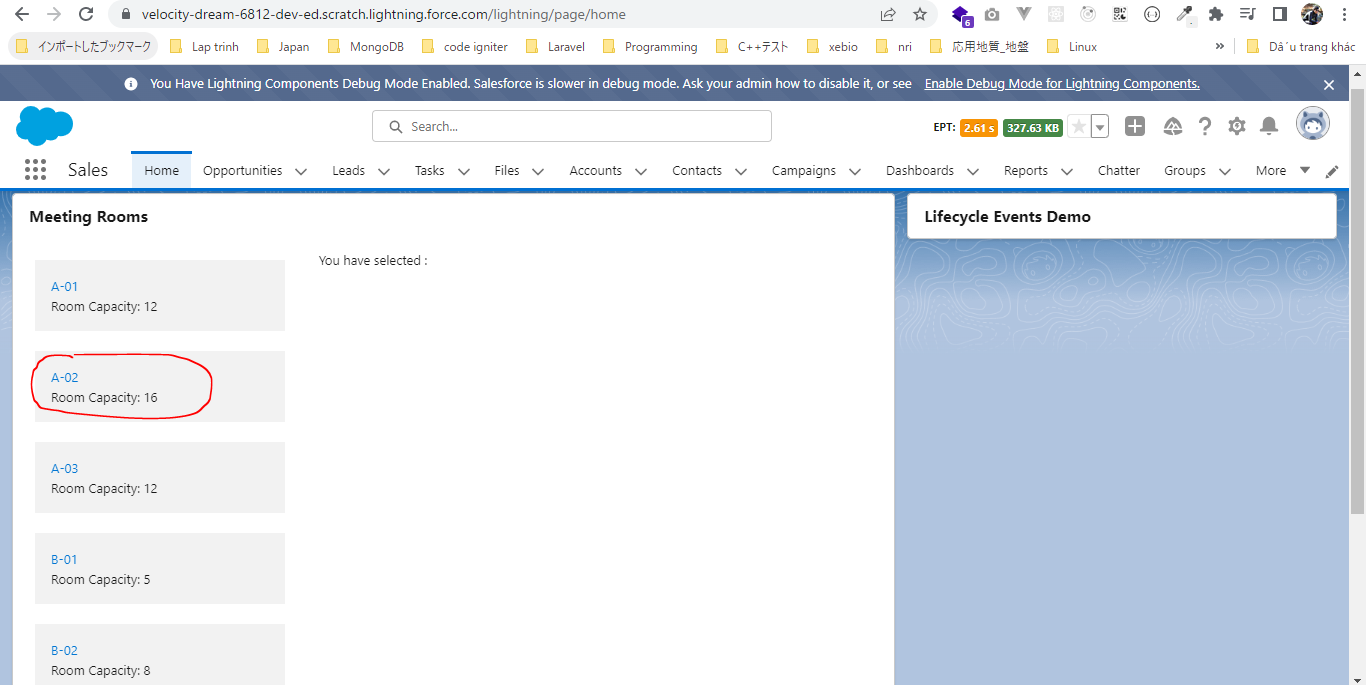 velocity-dream-6812-dev-ed.scratch.lightning.force.com/lightning/page/home
6
インポートしたブックマーク Lap trinh Japan MongoDB code igniter Laravel Programming C++テスト xebio nri 応用地質_地盤 Linux » Dấu trang khác
You Have Lightning Components Debug Mode Enabled. Salesforce is slower in debug mode. Ask your admin how to disable it, or see Enable Debug Mode for Lightning Components.
Search... EPT: 2.61 s 327.63 KB
Sales Home Opportunities Leads Tasks Files Accounts Contacts Campaigns Dashboards Reports Chatter Groups More
Meeting Rooms
You have selected :
A-01
Room Capacity: 12
A-02
Room Capacity: 16
A-03
Room Capacity: 12
B-01
Room Capacity: 5
B-02
Room Capacity: 8
Lifecycle Events Demo